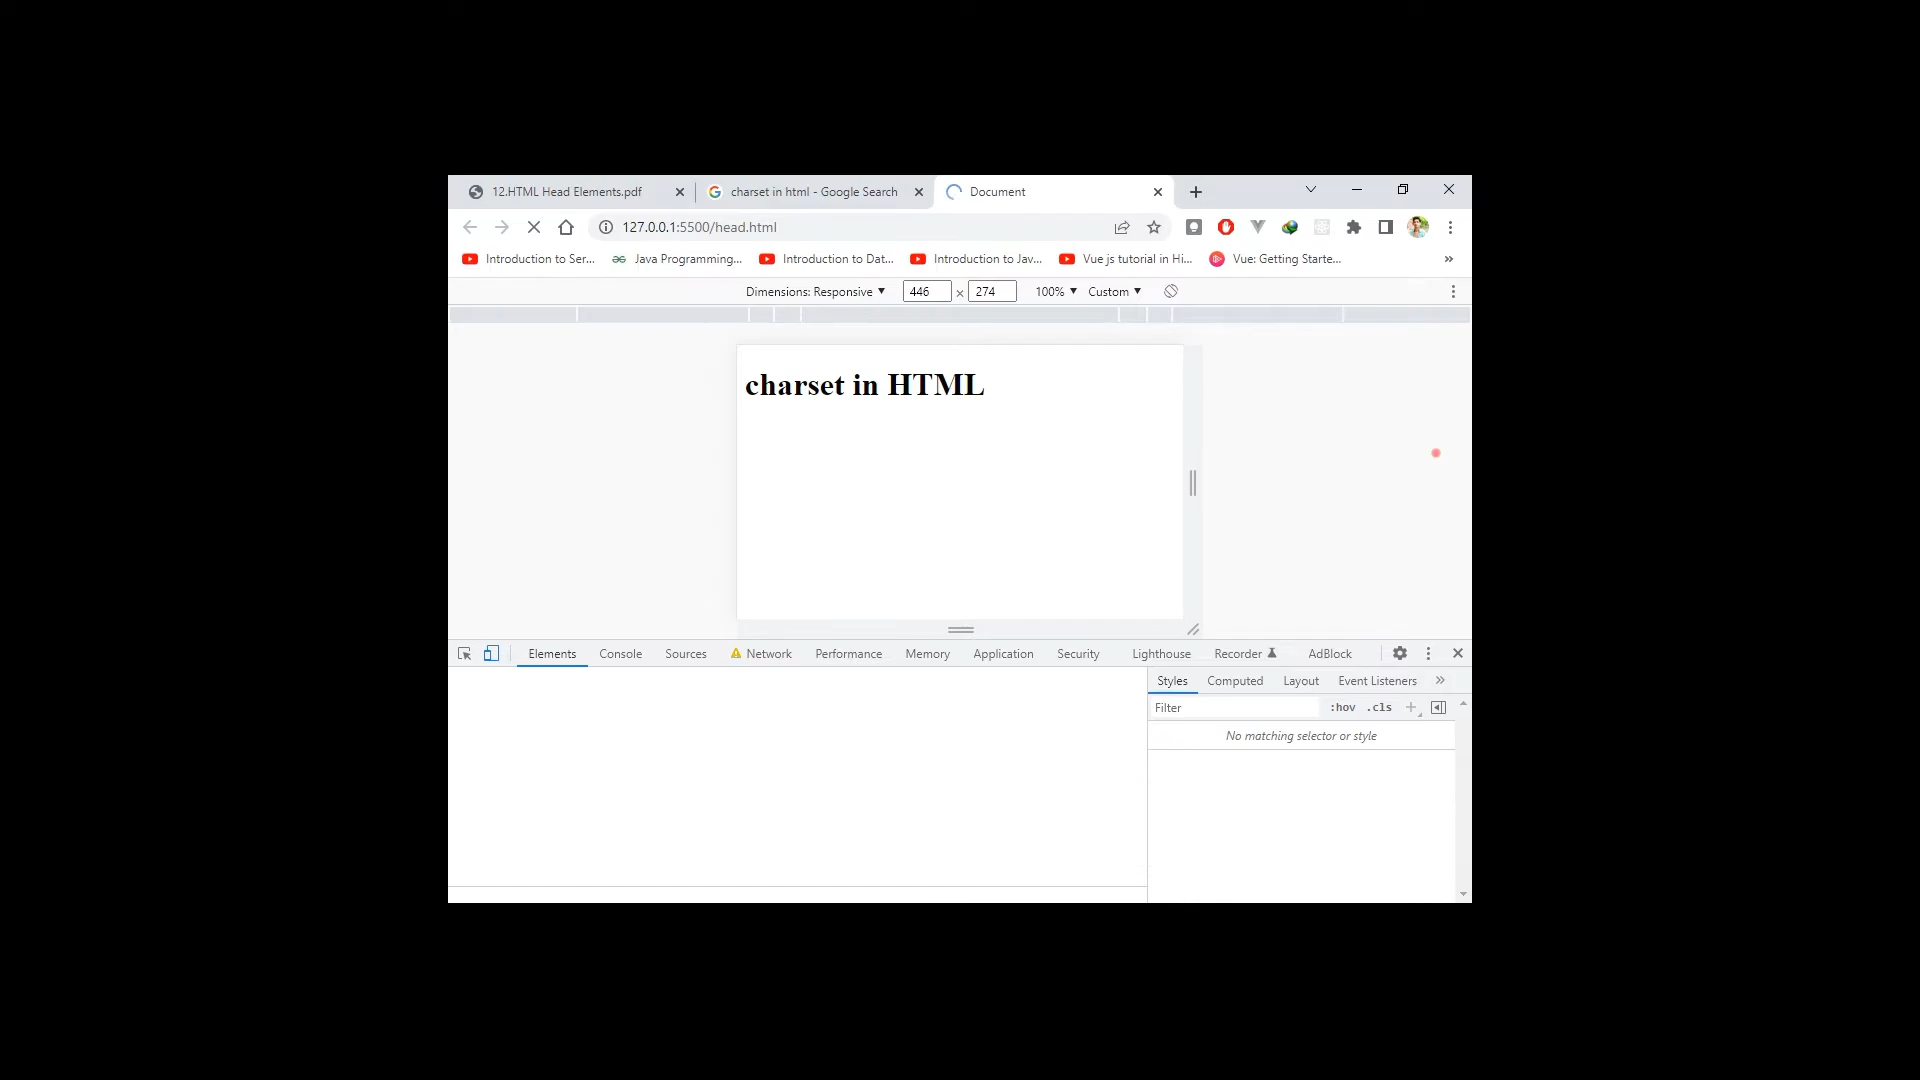 12.HTML Head Elements.pdf
charset in html - Google Search
Document
127.0.0.1:5500/head.html
Introduction to Ser...
Java Programming...
Introduction to Dat...
Introduction to Jav...
Vue js tutorial in Hi...
Vue: Getting Starte...
Dimensions: Responsive 446 × 274 100% Custom
charset in HTML
Elements Console Sources Network Performance Memory Application Security Lighthouse Recorder AdBlock
Styles Computed Layout Event Listeners
Filter :hov .cls
No matching selector or style